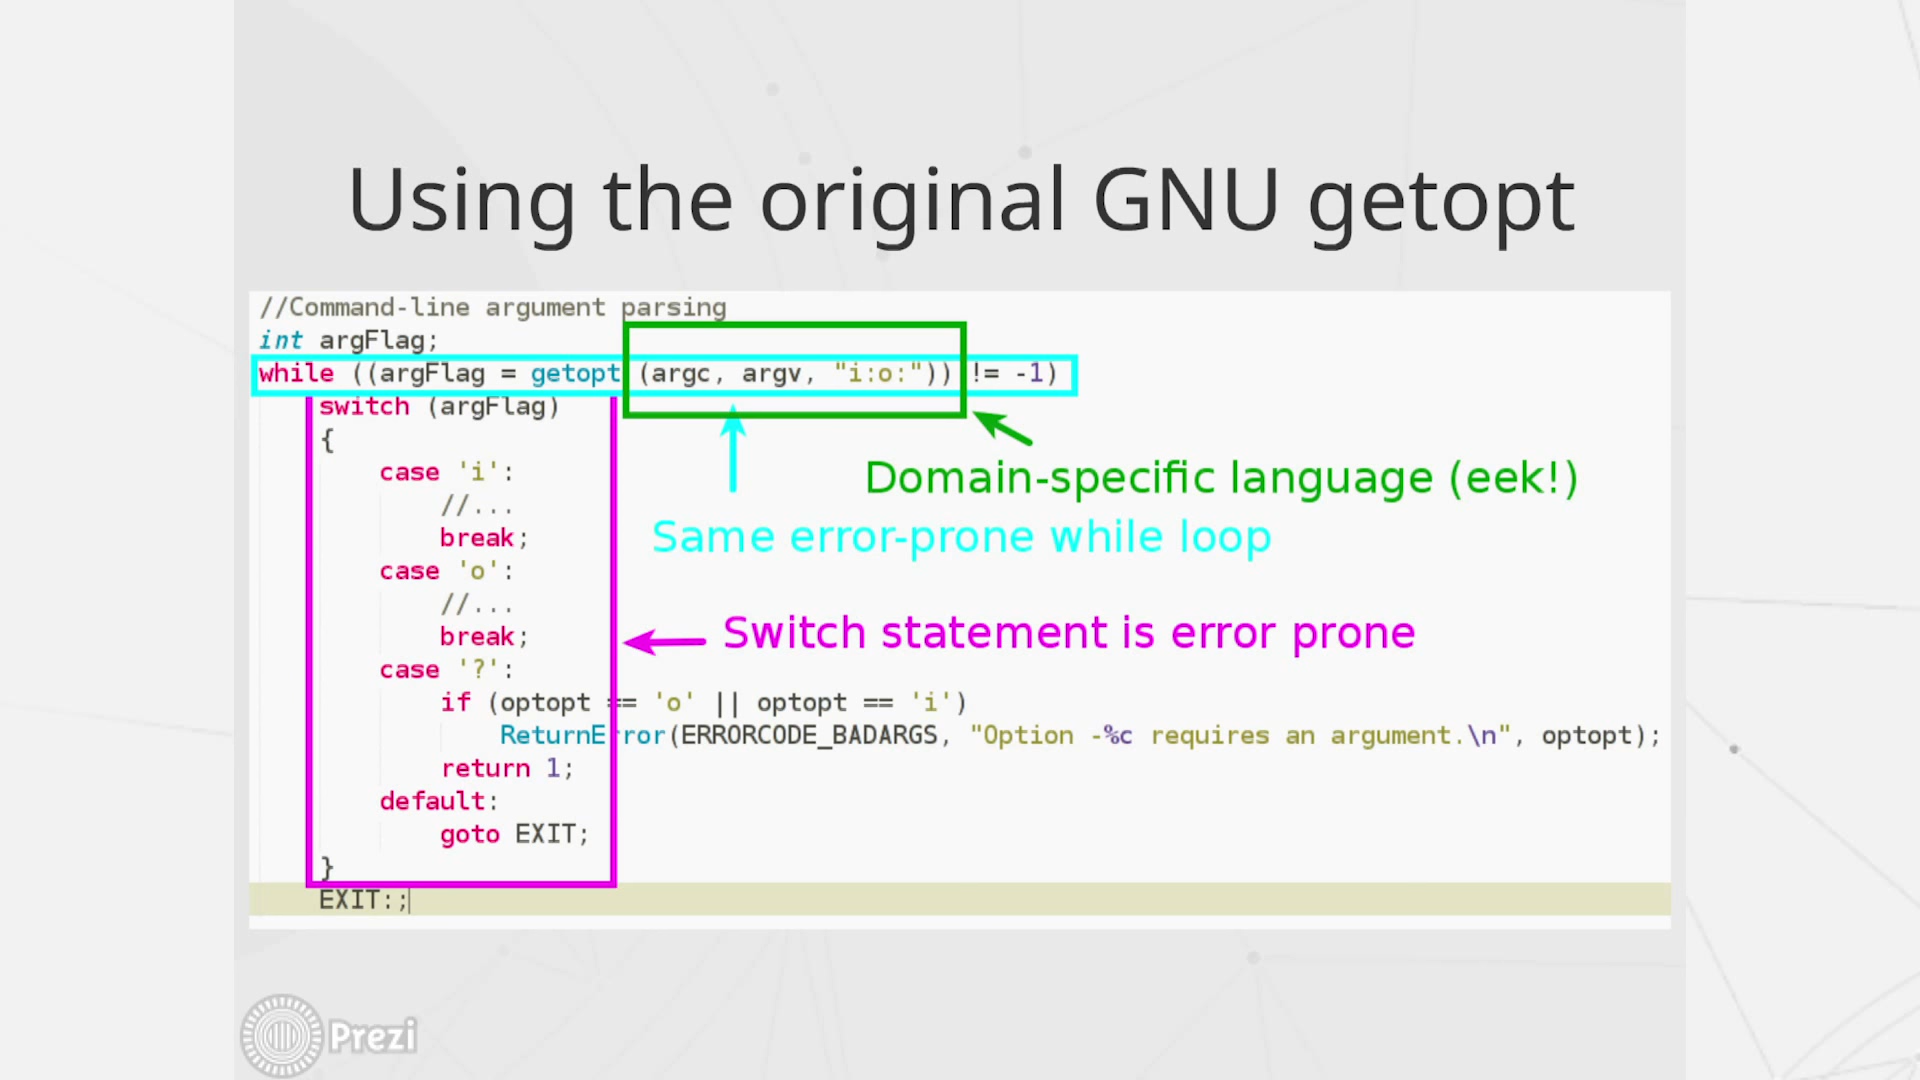 Using the original GNU getopt
//Command-line argument parsing
int argFlag;
while ((argFlag = getopt (argc, argv, "i:o:")) != -1)
switch (argFlag)
{
case 'i':
//...
break;
case 'o':
//...
break;
case '?':
if (optopt == 'o' || optopt == 'i')
ReturnError(ERRORCODE_BADARGS, "Option -%c requires an argument.\n", optopt);
return 1;
default:
goto EXIT;
}
EXIT:;
Domain-specific language (eek!)
Same error-prone while loop
Switch statement is error prone
Prezi